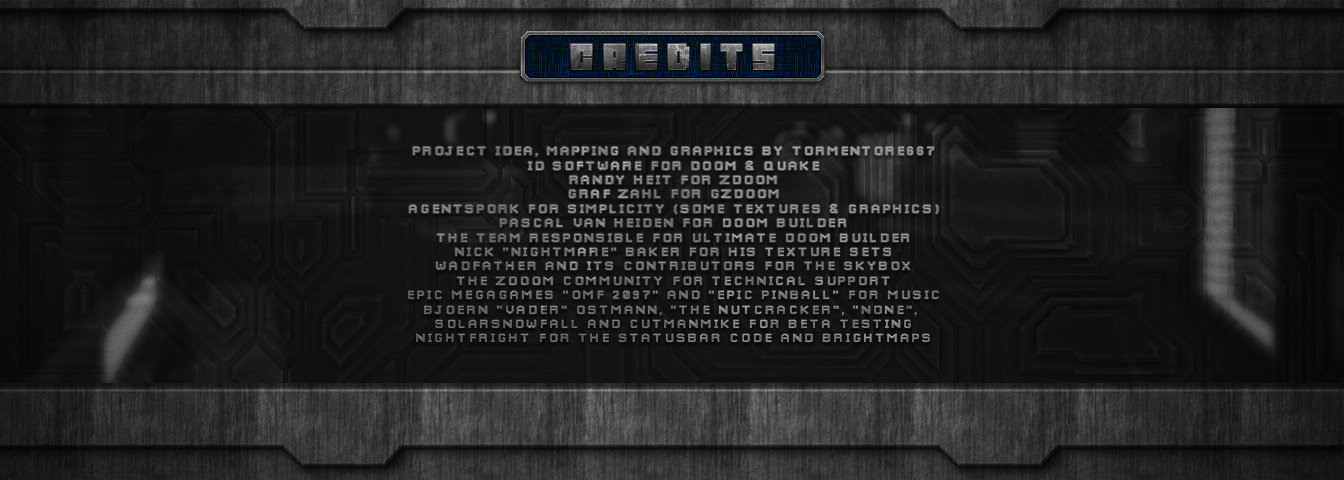 CREDITS
PROJECT IDEA, MAPPING AND GRAPHICS BY TORMENTORE667
ID SOFTWARE FOR DOOM & QUAKE
RANDY HEIT FOR ZDOOM
GRAF ZAHL FOR GZDOOM
AGENTSPORK FOR SIMPLICITY (SOME TEXTURES & GRAPHICS)
PASCAL VAN HEIDEN FOR DOOM BUILDER
THE TEAM RESPONSIBLE FOR ULTIMATE DOOM BUILDER
NICK "NIGHTMARE" BAKER FOR HIS TEXTURE SETS
WADFATHER AND ITS CONTRIBUTORS FOR THE SKYBOX
THE ZDOOM COMMUNITY FOR TECHNICAL SUPPORT
EPIC MEGAGAMES "OMF 2097" AND "EPIC PINBALL" FOR MUSIC
BJOERN "VADER" OSTMANN, "THE NUTCRACKER", "NONE",
SOLARSNOWFALL AND CUTMANMIKE FOR BETA TESTING
NIGHTFRIGHT FOR THE STATUSBAR CODE AND BRIGHTMAPS